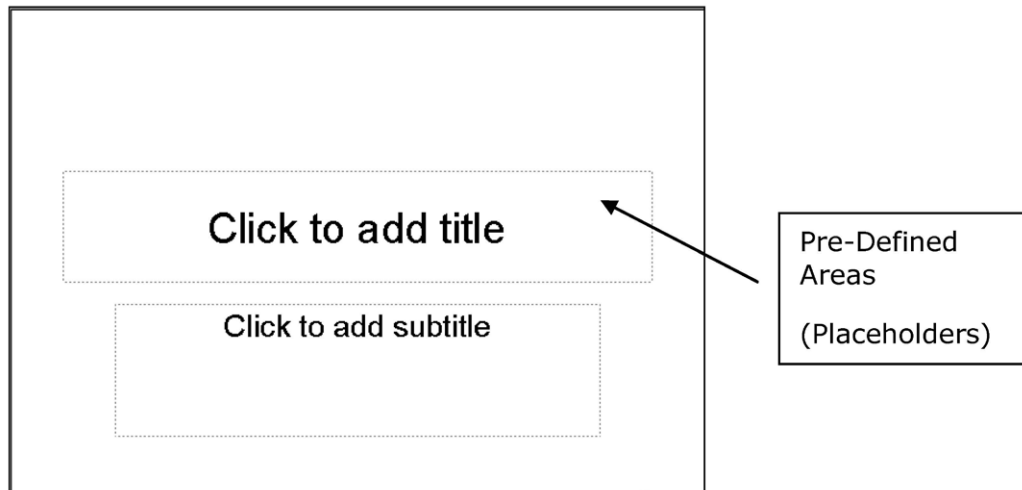 Click to add title
Click to add subtitle
Pre-Defined
Areas
(Placeholders)